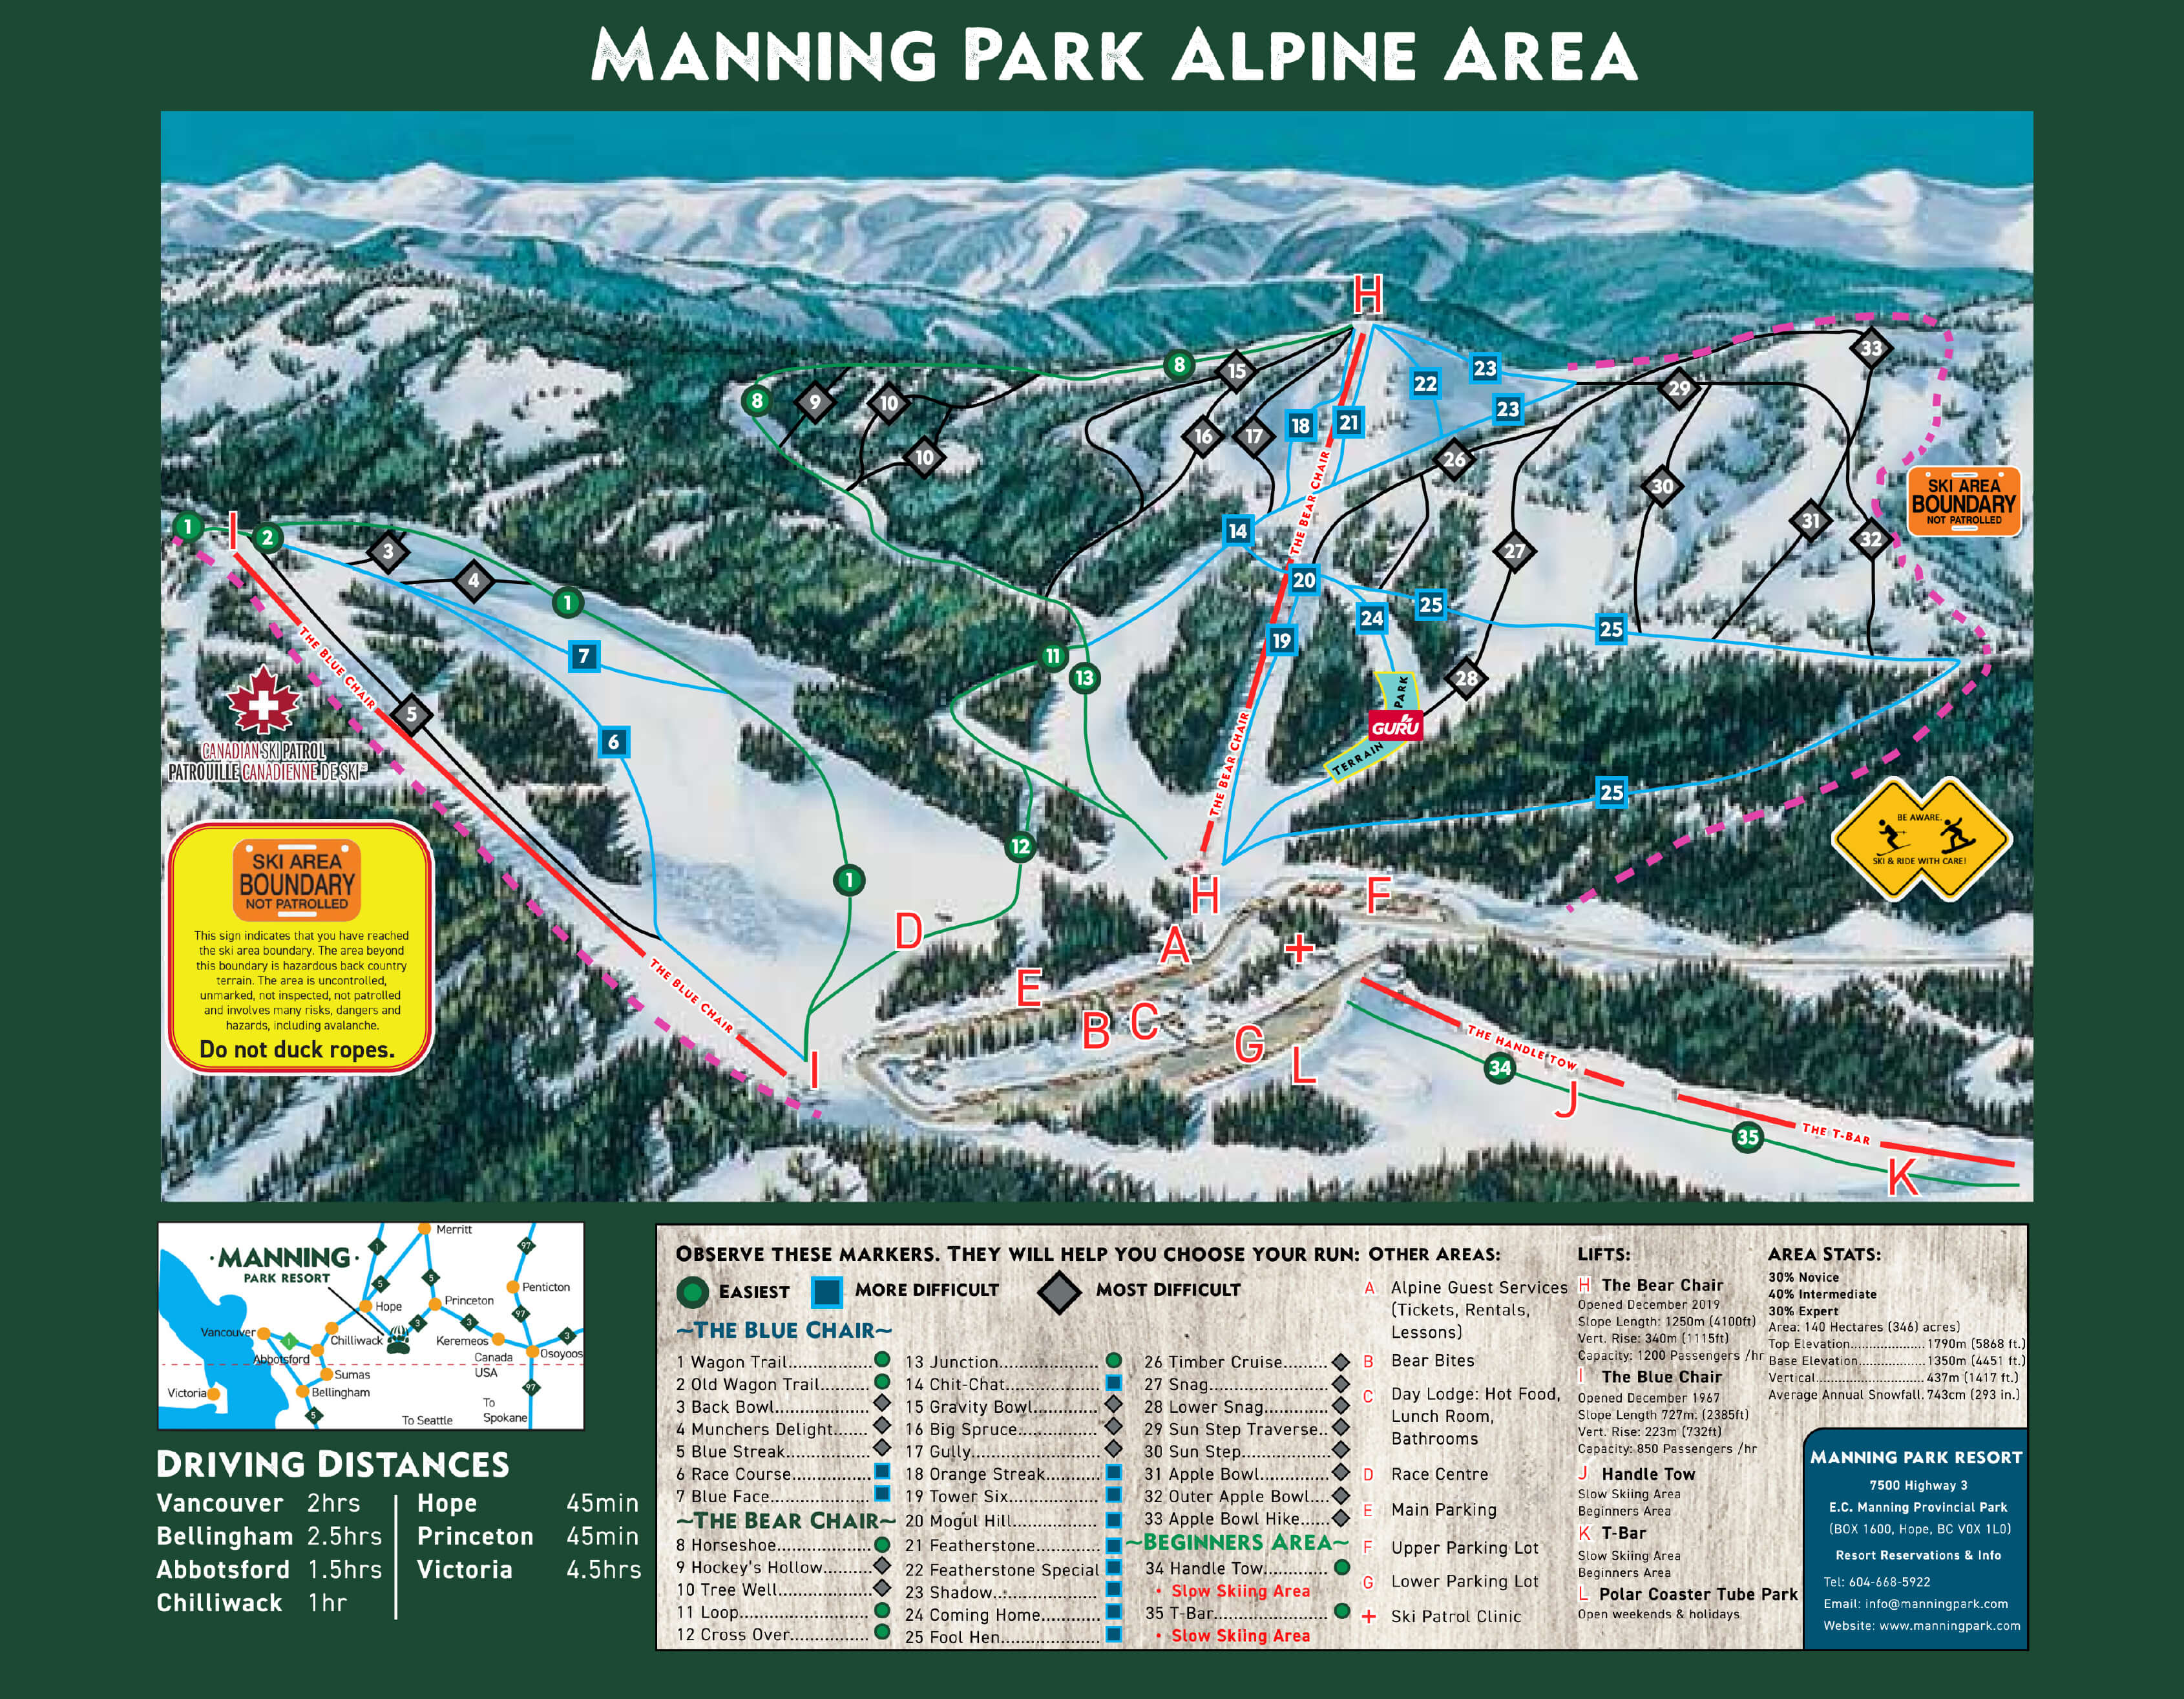 MANNING PARK ALPINE AREA
H
8
15
23
33
22
29
8
9
10
23
18
21
16
17
26
10
30
SKI AREA
BOUNDARY
NOT PATROLLED
THE BEAR CHAIR
31
1
I
2
14
32
3
27
4
20
1
25
24
25
19
THE BLUE CHAIR
7
11
13
28
PARK
GURU
TERRAIN
5
6
CANADIAN SKI PATROL
PATROUILLE CANADIENNE DE SKI
THE BEAR CHAIR
25
BE AWARE.
SKI & RIDE WITH CARE!
12
1
SKI AREA
BOUNDARY
NOT PATROLLED
This sign indicates that you have reached
the ski area boundary. The area beyond
this boundary is hazardous back country
terrain. The area is uncontrolled,
unmarked, not inspected, not patrolled
and involves many risks, dangers and
hazards, including avalanche.
Do not duck ropes.
H
F
D
A
E
THE BLUE CHAIR
B
C
G
L
I
THE HANDLE TOW
34
J
35
THE T-BAR
K
MANNING
PARK RESORT
Merritt
1
97
5
5
Penticton
Hope
Princeton
97
3
3
3
Vancouver
1
Chilliwack
Keremeos
Abbotsford
Canada
USA
Osoyoos
Sumas
Victoria
Bellingham
97
5
To Seattle
To
Spokane
DRIVING DISTANCES
Vancouver 2hrs
Bellingham 2.5hrs
Abbotsford 1.5hrs
Chilliwack 1hr
Hope 45min
Princeton 45min
Victoria 4.5hrs
OBSERVE THESE MARKERS. THEY WILL HELP YOU CHOOSE YOUR RUN:
EASIEST
MORE DIFFICULT
MOST DIFFICULT
~THE BLUE CHAIR~
1 Wagon Trail
2 Old Wagon Trail
3 Back Bowl
4 Munchers Delight
5 Blue Streak
6 Race Course
7 Blue Face
~THE BEAR CHAIR~
8 Horseshoe
9 Hockey's Hollow
10 Tree Well
11 Loop
12 Cross Over
13 Junction
14 Chit-Chat
15 Gravity Bowl
16 Big Spruce
17 Gully
18 Orange Streak
19 Tower Six
20 Mogul Hill
21 Featherstone
22 Featherstone Special
23 Shadow
24 Coming Home
25 Fool Hen
26 Timber Cruise
27 Snag
28 Lower Snag
29 Sun Step Traverse
30 Sun Step
31 Apple Bowl
32 Outer Apple Bowl
33 Apple Bowl Hike
~BEGINNERS AREA~
34 Handle Tow
• Slow Skiing Area
35 T-Bar
• Slow Skiing Area
OTHER AREAS:
A Alpine Guest Services
(Tickets, Rentals,
Lessons)
B Bear Bites
C Day Lodge: Hot Food,
Lunch Room,
Bathrooms
D Race Centre
E Main Parking
F Upper Parking Lot
G Lower Parking Lot
+ Ski Patrol Clinic
LIFTS:
H The Bear Chair
Opened December 2019
Slope Length: 1250m (4100ft)
Vert. Rise: 340m (1115ft)
Capacity: 1200 Passengers /hr
I The Blue Chair
Opened December 1967
Slope Length 727m: (2385ft)
Vert. Rise: 223m (732ft)
Capacity: 850 Passengers /hr
J Handle Tow
Slow Skiing Area
Beginners Area
K T-Bar
Slow Skiing Area
Beginners Area
L Polar Coaster Tube Park
Open weekends & holidays
AREA STATS:
30% Novice
40% Intermediate
30% Expert
Area: 140 Hectares (346) acres)
Top Elevation 1790m (5868 ft.)
Base Elevation 1350m (4451 ft.)
Vertical 437m (1417 ft.)
Average Annual Snowfall. 743cm (293 in.)
MANNING PARK RESORT
7500 Highway 3
E.C. Manning Provincial Park
(BOX 1600, Hope, BC V0X 1L0)
Resort Reservations & Info
Tel: 604-668-5922
Email: info@manningpark.com
Website: www.manningpark.com